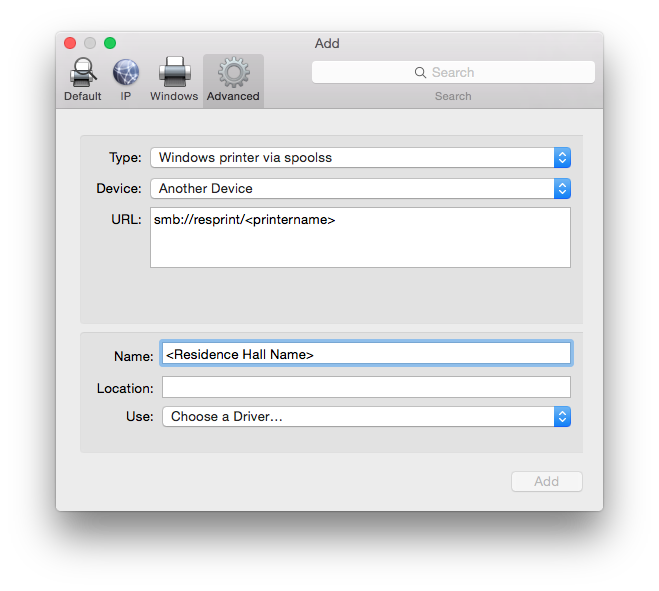 Add
Default IP Windows Advanced
Search
Search
Type: Windows printer via spoolss
Device: Another Device
URL: smb://resprint/<printername>
Name: <Residence Hall Name>
Location:
Use: Choose a Driver...
Add